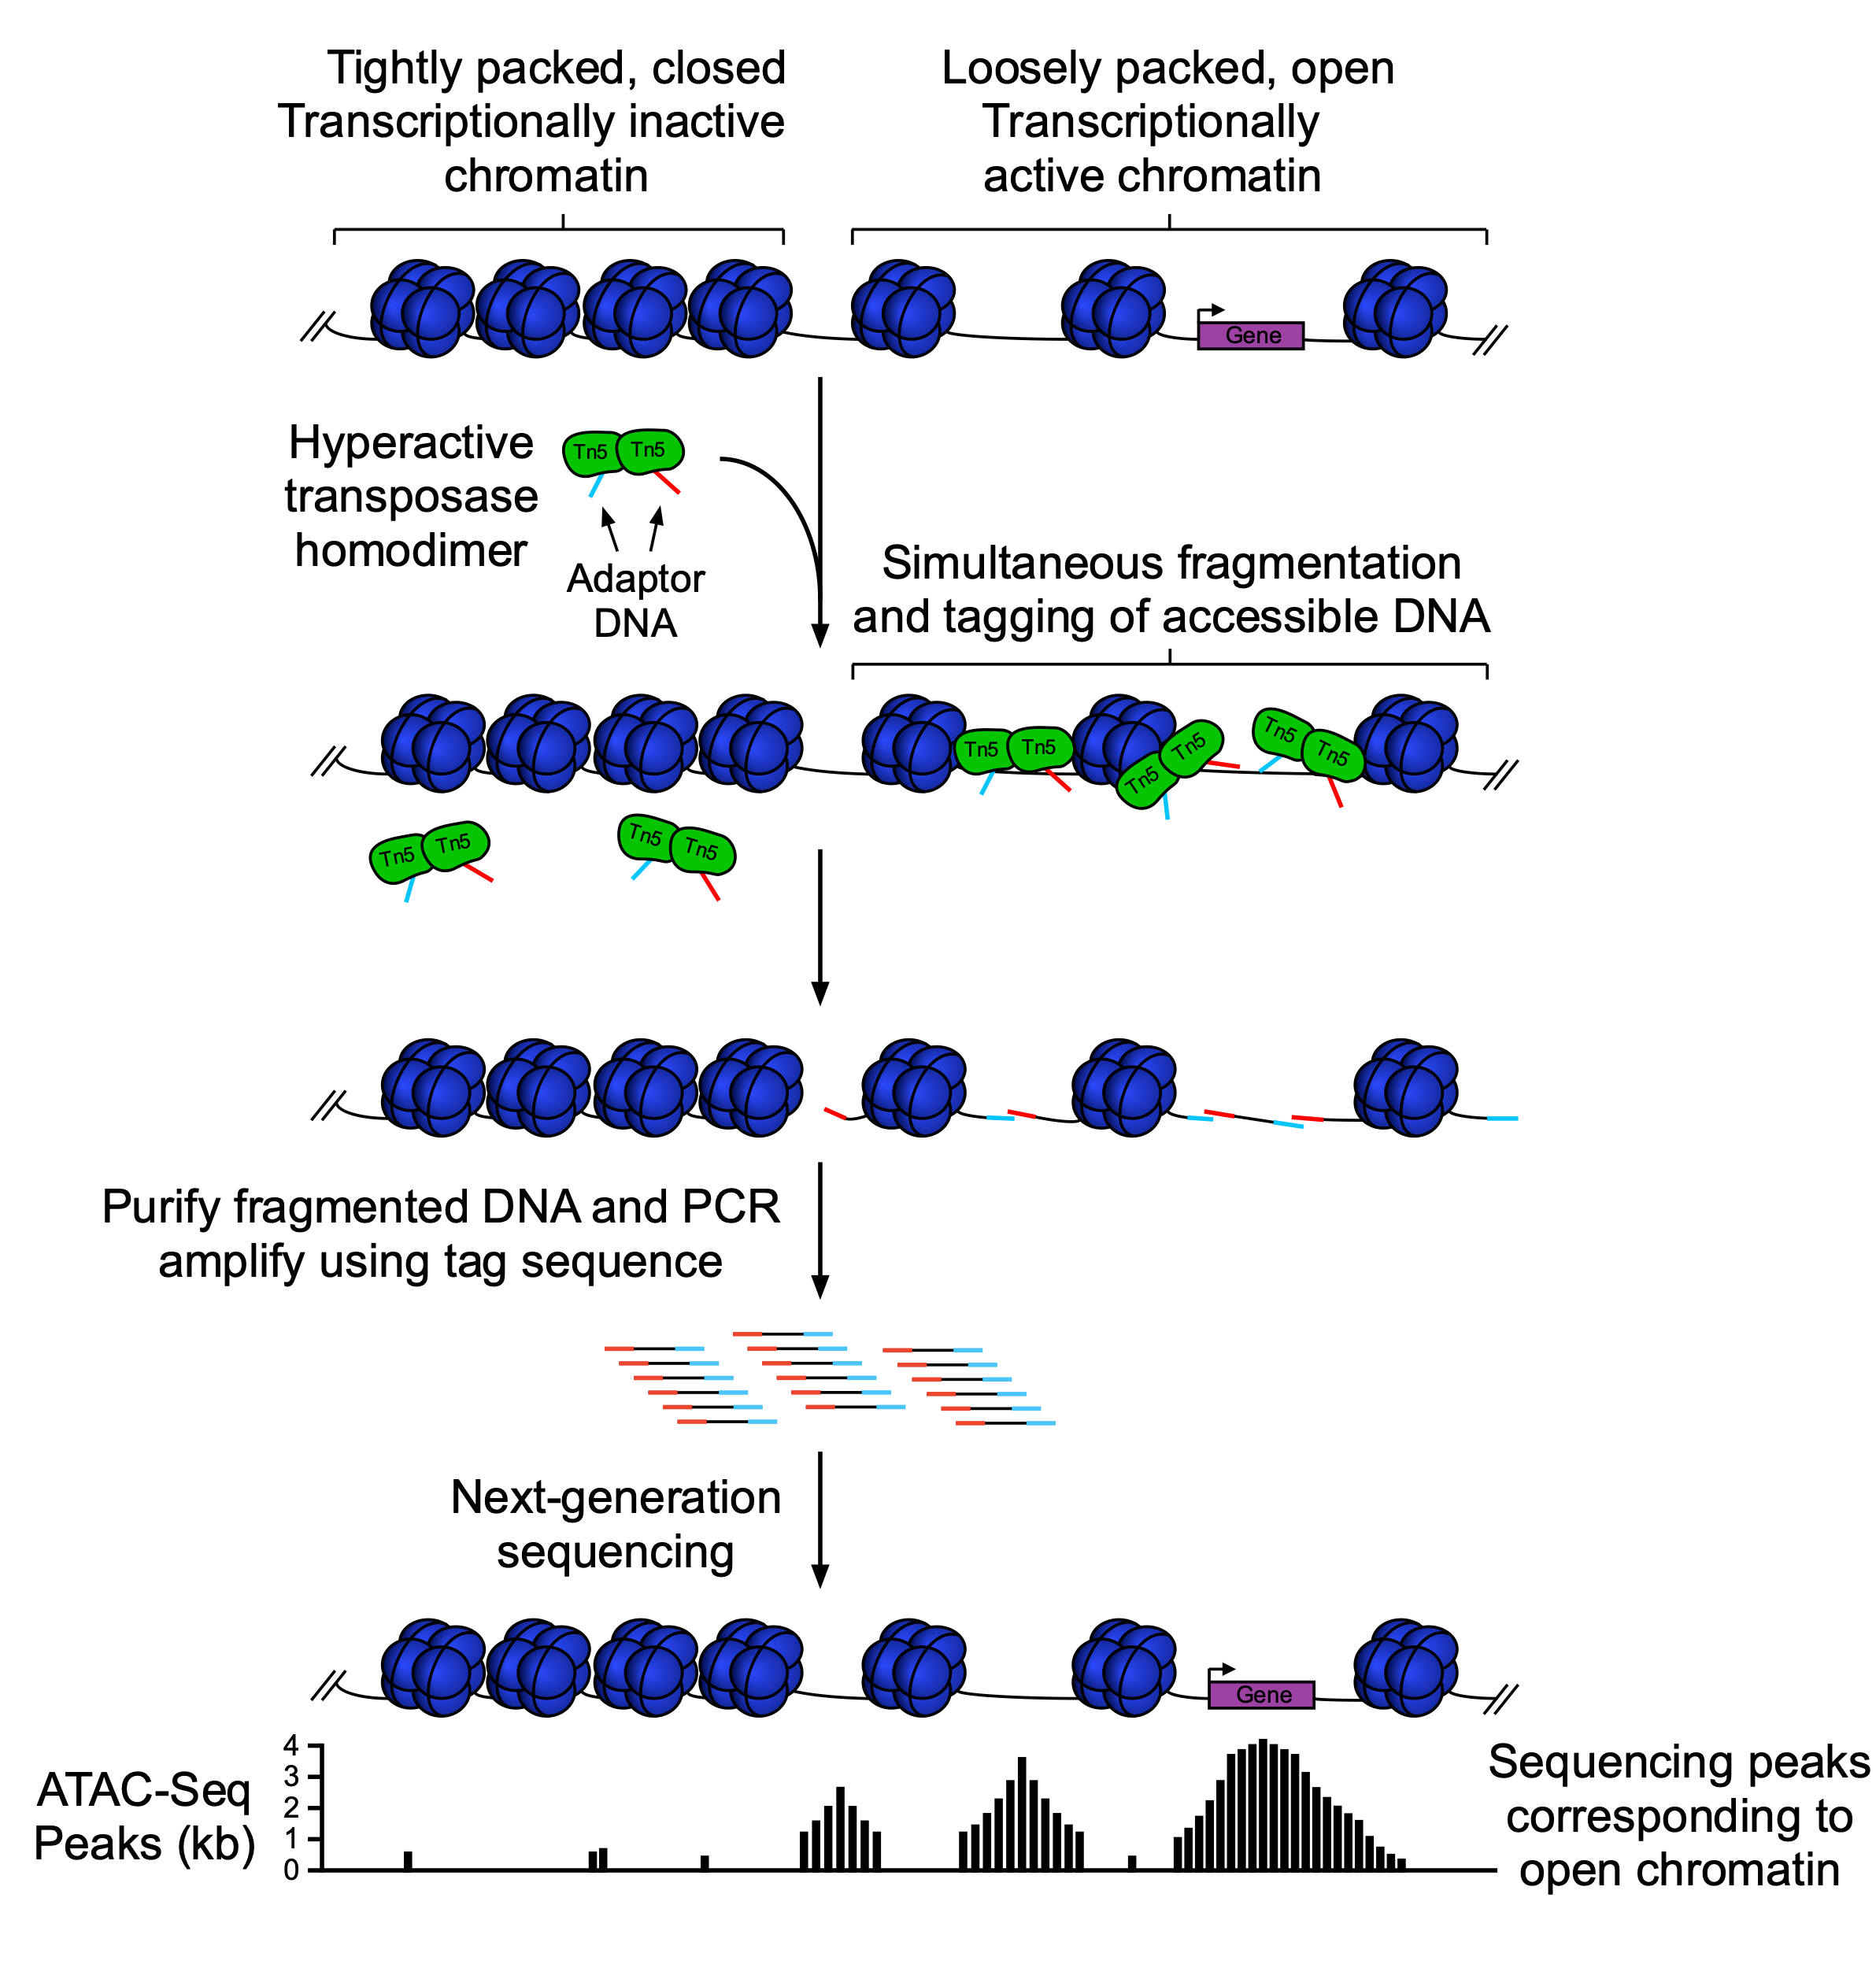 Tightly packed, closed
Transcriptionally inactive
chromatin
Loosely packed, open
Transcriptionally
active chromatin
Gene
Hyperactive
transposase
homodimer
Tn5 Tn5
Adaptor
DNA
Simultaneous fragmentation
and tagging of accessible DNA
Tn5 Tn5
Tn5 Tn5
Tn5 Tn5
Tn5 Tn5
Tn5 Tn5
Purify fragmented DNA and PCR
amplify using tag sequence
Next-generation
sequencing
Gene
ATAC-Seq
Peaks (kb)
4
3
2
1
0
Sequencing peaks
corresponding to
open chromatin